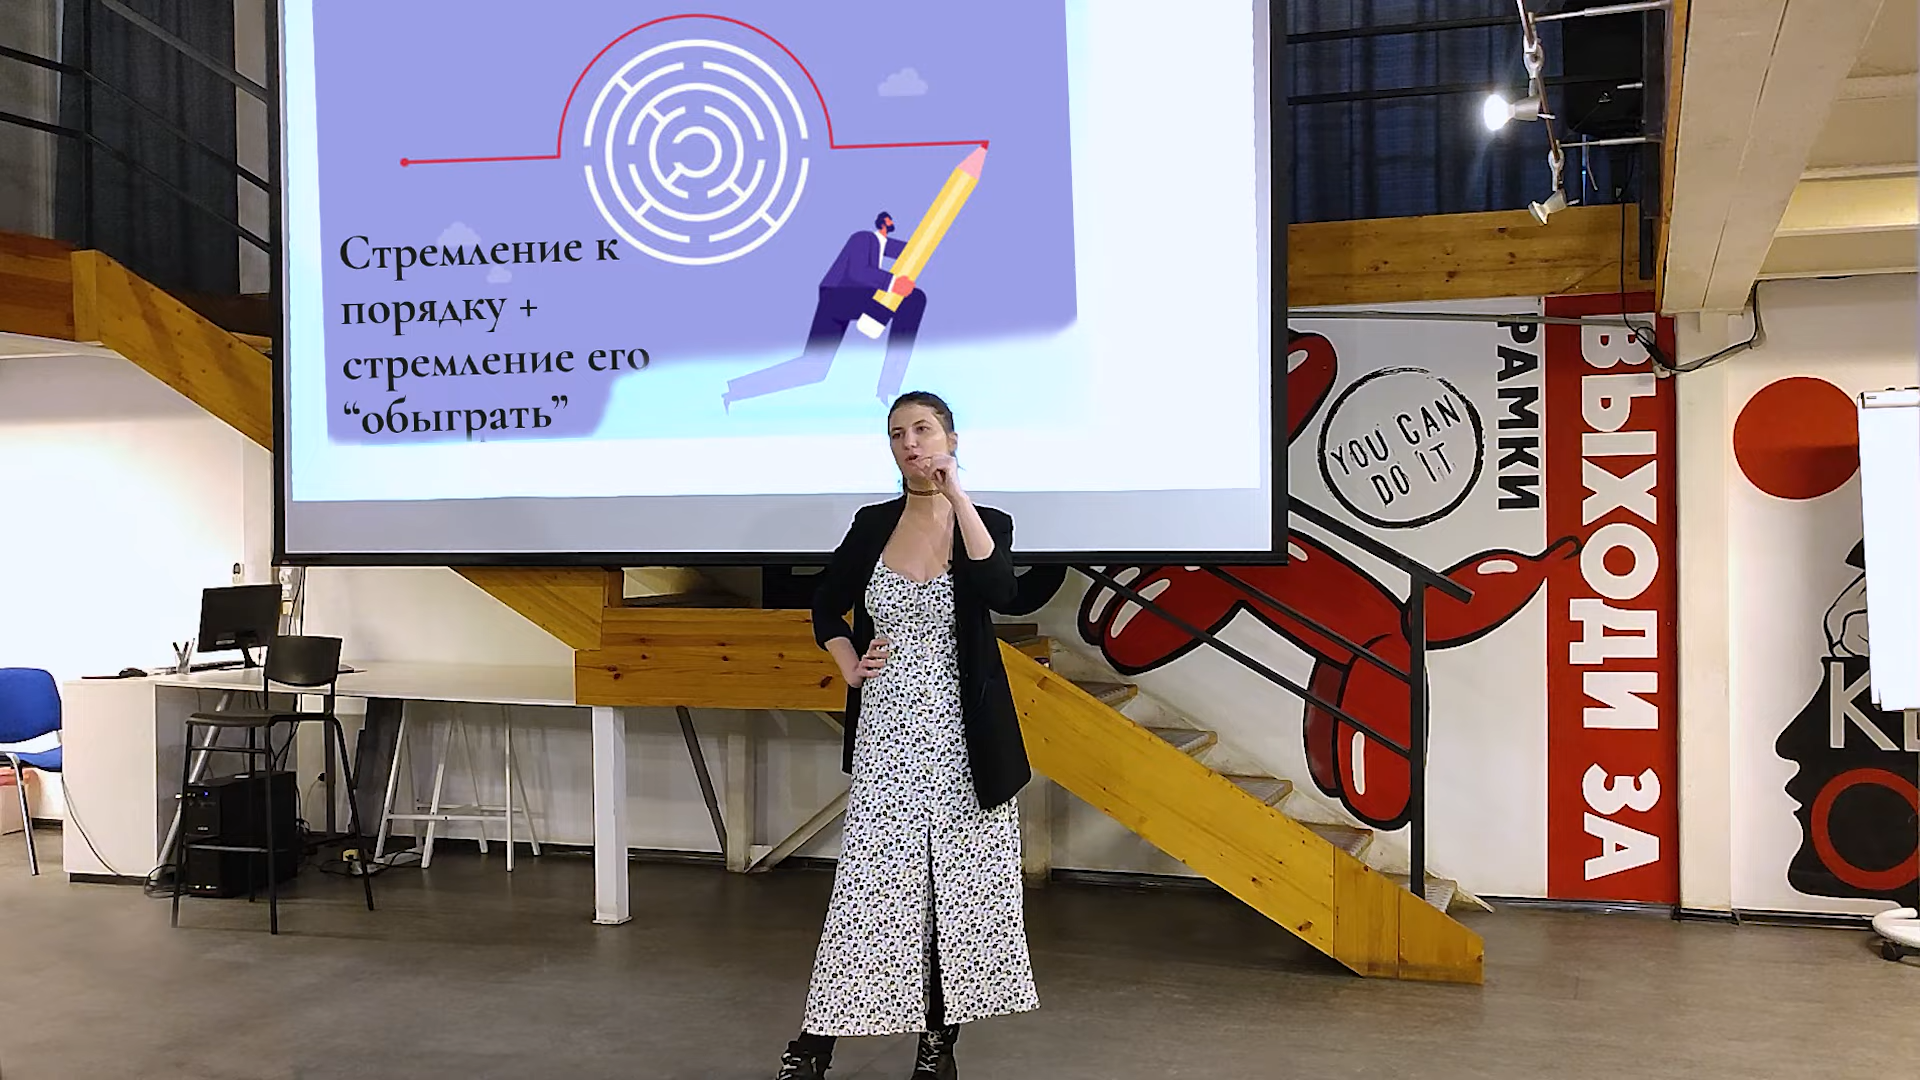 Стремление к
порядку +
стремление его
“обыграть”
YOU CAN
DO IT
РАМКИ
ВЫХОДИ ЗА